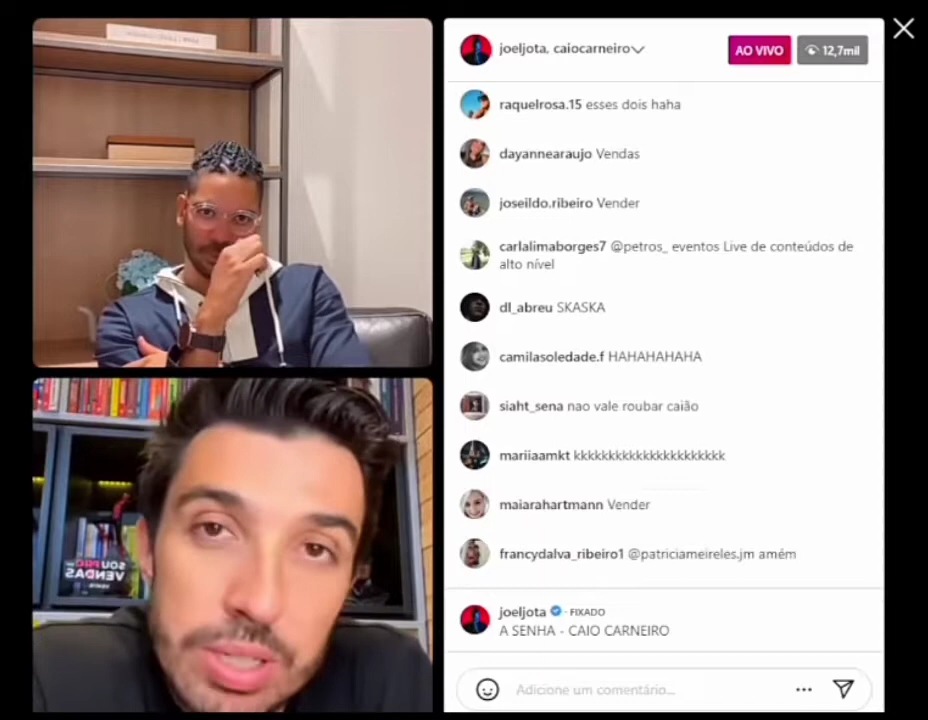 joeljota, caiocarneiro
AO VIVO
12,7mil
raquelrosa.15 esses dois haha
dayannearaujo Vendas
joseildo.ribeiro Vender
carlalimaborges7 @petros_ eventos Live de conteúdos de
alto nível
dl_abreu SKASKA
camilasoledade.f HAHAHAHAHA
siaht_sena nao vale roubar caião
mariiaamkt kkkkkkkkkkkkkkkkkkkkkk
maiarahartmann Vender
francydalva_ribeiro1 @patriciameireles.jm amém
SOU
VENDAS
joeljota · FIXADO
A SENHA - CAIO CARNEIRO
Adicione um comentário...